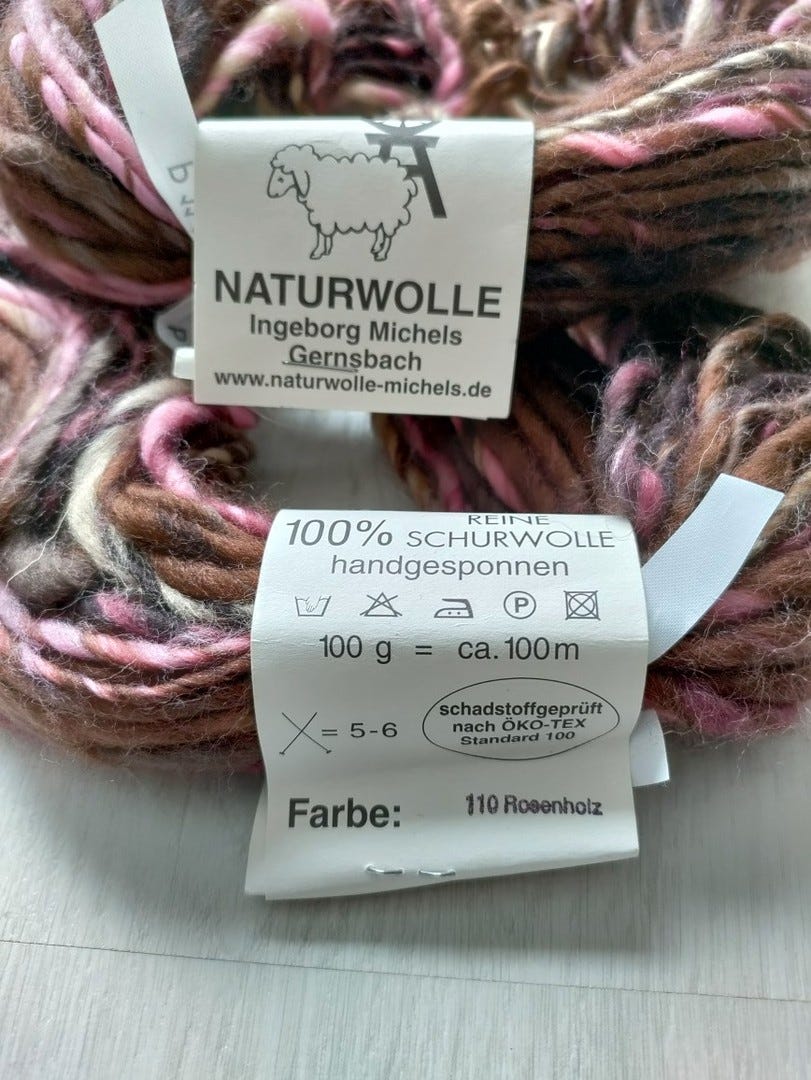 NATURWOLLE
Ingeborg Michels
Gernsbach
www.naturwolle-michels.de
100% REINE SCHURWOLLE
handgesponnen
P
100 g = ca. 100m
= 5-6
schadstoffgeprüft
nach ÖKO-TEX
Standard 100
Farbe: 110 Rosenholz